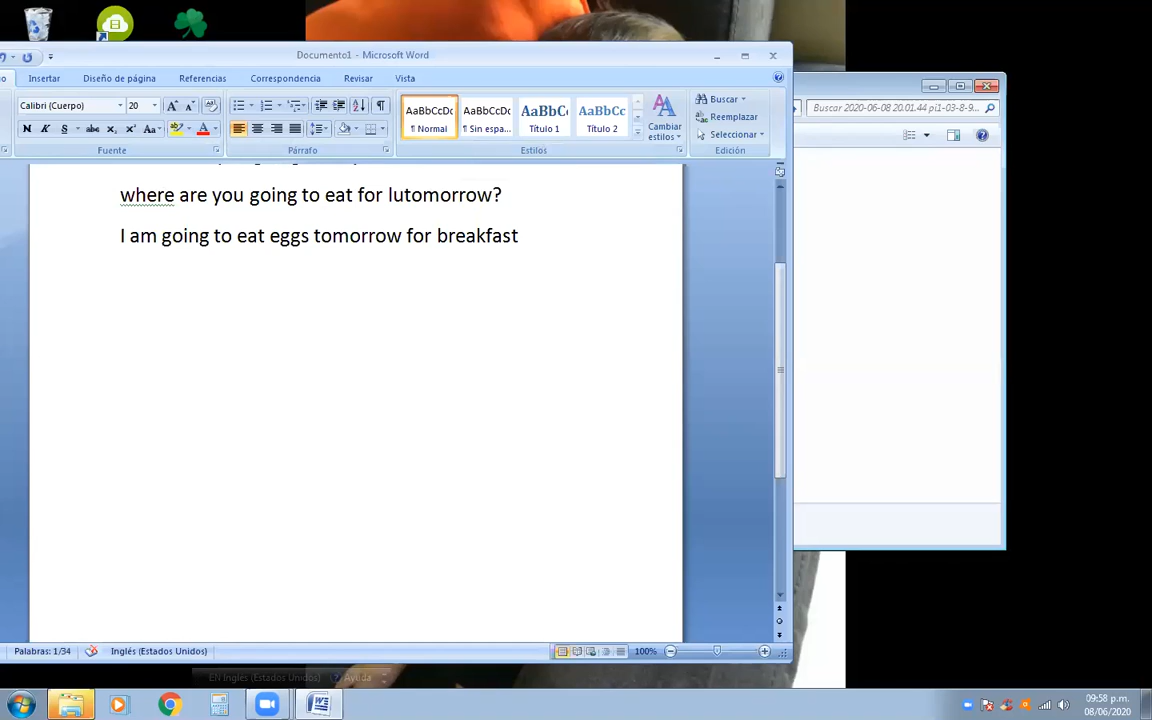 Documento1 - Microsoft Word
Insertar Diseño de página Referencias Correspondencia Revisar Vista
Calibri (Cuerpo) 20
AaBbCcDc AaBbCcDc AaBbC AaBbCc
¶ Normal ¶ Sin espa... Título 1 Título 2
Cambiar estilos
Buscar
Reemplazar
Seleccionar
Fuente Párrafo Estilos Edición
Buscar 2020-06-08 20.01.44 pi1-03-8-9...
where are you going to eat for lutomorrow?
I am going to eat eggs tomorrow for breakfast
Palabras: 1/34 Inglés (Estados Unidos) 100%
EN Inglés (Estados Unidos) Ayuda
09:58 p.m.
08/06/2020